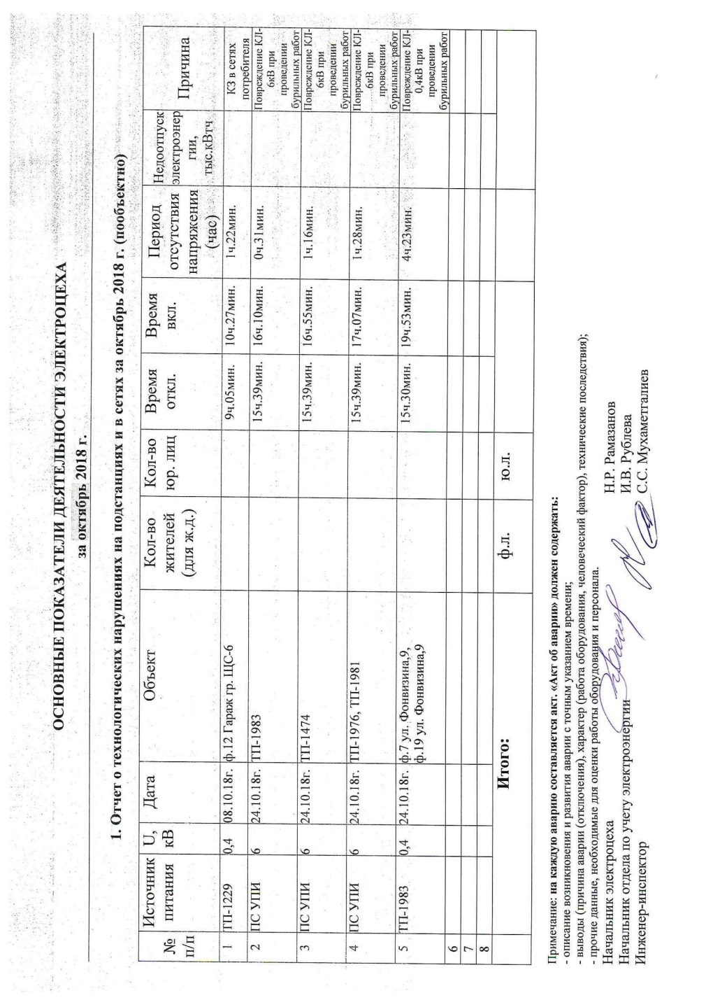 ОСНОВНЫЕ ПОКАЗАТЕЛИ ДЕЯТЕЛЬНОСТИ ЭЛЕКТРОЦЕХА
за октябрь 2018 г.
1. Отчет о технологических нарушениях на подстанциях и в сетях за октябрь 2018 г. (пообъектно)
№ п/п Источник питания U, кВ Дата Объект Кол-во жителей (для ж.д.) Кол-во юр. лиц Время откл. Время вкл. Период отсутствия напряжения (час) Недоотпуск электроэнергии, тыс.кВтч Причина
1 ТП-1229 0,4 08.10.18г. ф.12 Гараж гр. ЩС-6 9ч.05мин. 10ч.27мин. 1ч.22мин. КЗ в сетях потребителя
2 ПС УПИ 6 24.10.18г. ТП-1983 15ч.39мин. 16ч.10мин. 0ч.31мин. Повреждение КЛ-6кВ при проведении бурильных работ
3 ПС УПИ 6 24.10.18г. ТП-1474 15ч.39мин. 16ч.55мин. 1ч.16мин. Повреждение КЛ-6кВ при проведении бурильных работ
4 ПС УПИ 6 24.10.18г. ТП-1976, ТП-1981 15ч.39мин. 17ч.07мин. 1ч.28мин. Повреждение КЛ-6кВ при проведении бурильных работ
5 ТП-1983 0,4 24.10.18г. ф.7 ул. Фонвизина,9, ф.19 ул. Фонвизина,9 15ч.30мин. 19ч.53мин. 4ч.23мин. Повреждение КЛ-0,4кВ при проведении бурильных работ
6
7
8
Итого: ф.л. ю.л.
Примечание: на каждую аварию составляется акт. «Акт об аварии» должен содержать:
- описание возникновения и развития аварии с точным указанием времени;
- выводы (причина аварии (отключения), характер (работа оборудования, человеческий фактор), технические последствия);
- прочие данные, необходимые для оценки работы оборудования и персонала.
Начальник электроцеха Н.Р. Рамазанов
Начальник отдела по учету электроэнергии И.В. Рублева
Инженер-инспектор С.С. Мухаметгалиев